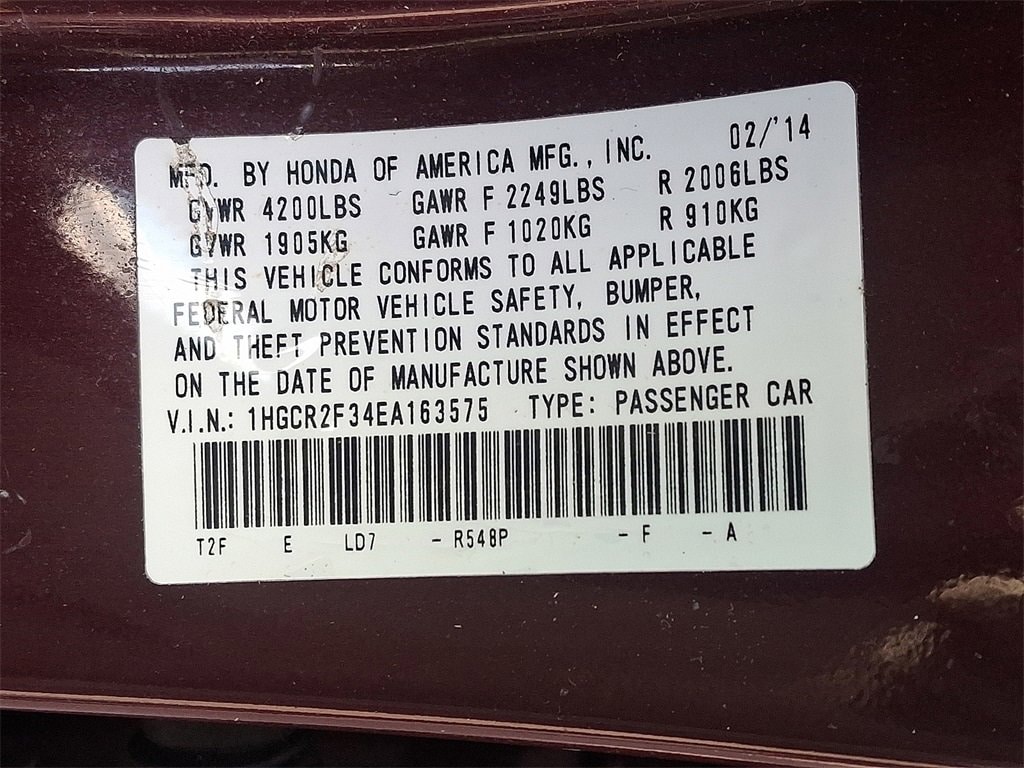 MFD. BY HONDA OF AMERICA MFG., INC. 02/'14
GVWR 4200LBS GAWR F 2249LBS R 2006LBS
GVWR 1905KG GAWR F 1020KG R 910KG
THIS VEHICLE CONFORMS TO ALL APPLICABLE
FEDERAL MOTOR VEHICLE SAFETY, BUMPER,
AND THEFT PREVENTION STANDARDS IN EFFECT
ON THE DATE OF MANUFACTURE SHOWN ABOVE.
V.I.N.: 1HGCR2F34EA163575 TYPE: PASSENGER CAR
T2F E LD7 - R548P - F - A